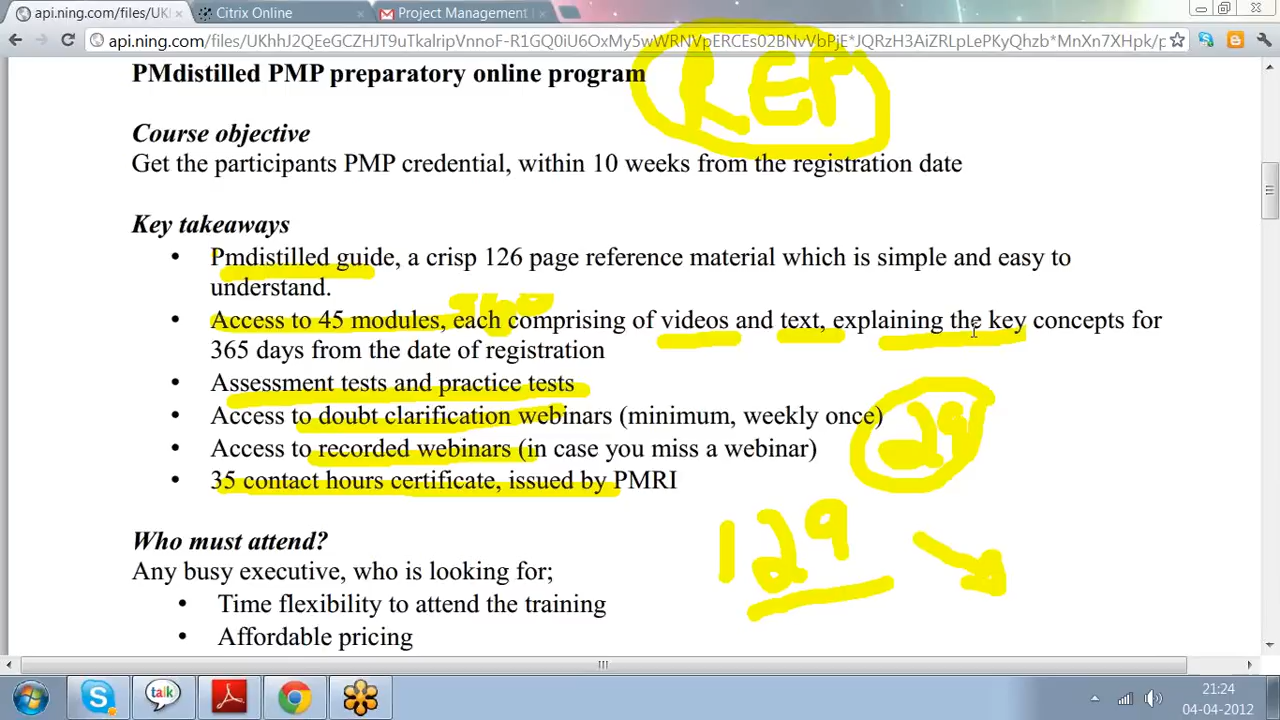 api.ning.com/files/UKI
Citrix Online
Project Management
api.ning.com/files/UKhhJ2QEeGCZHJT9uTkalripVnnoF-R1GQ0iU6OxMy5wWRNVpERCEs02BNvVbPjE*JQRzH3AiZRLpLePKyQhzb*MnXn7XHpk/p
PMdistilled PMP preparatory online program
REP
Course objective
Get the participants PMP credential, within 10 weeks from the registration date
Key takeaways
• Pmdistilled guide, a crisp 126 page reference material which is simple and easy to
understand.
• Access to 45 modules, each comprising of videos and text, explaining the key concepts for
365 days from the date of registration
• Assessment tests and practice tests
• Access to doubt clarification webinars (minimum, weekly once)
• Access to recorded webinars (in case you miss a webinar)
• 35 contact hours certificate, issued by PMRI
129
Who must attend?
Any busy executive, who is looking for;
• Time flexibility to attend the training
• Affordable pricing
talk
21:24
04-04-2012